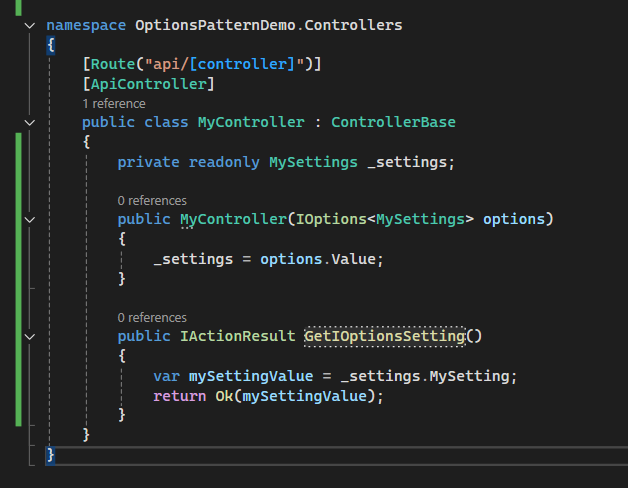 namespace OptionsPatternDemo.Controllers
{
[Route("api/[controller]")]
[ApiController]
1 reference
public class MyController : ControllerBase
{
private readonly MySettings _settings;
0 references
public MyController(IOptions<MySettings> options)
{
_settings = options.Value;
}
0 references
public IActionResult GetIOptionsSetting()
{
var mySettingValue = _settings.MySetting;
return Ok(mySettingValue);
}
}
}